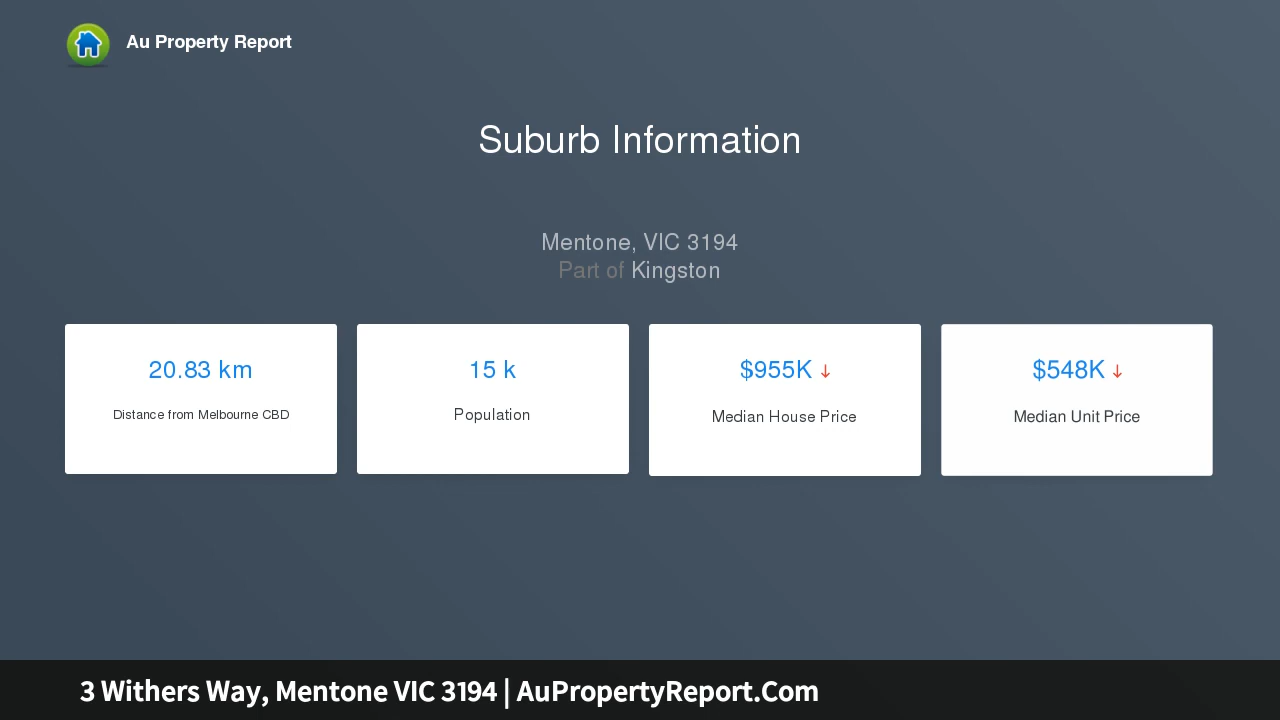 Au Property Report
Suburb Information
Mentone, VIC 3194
Part of Kingston
20.83 km
Distance from Melbourne CBD
15 k
Population
$955K ↓
Median House Price
$548K ↓
Median Unit Price
3 Withers Way, Mentone VIC 3194 | AuPropertyReport.Com